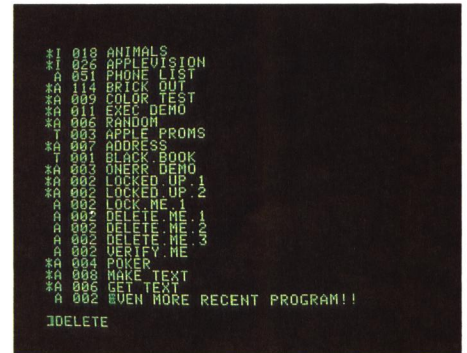 *I 018 ANIMALS
*I 026 APPLEVISION
A 051 PHONE LIST
*A 114 BRICK OUT
*A 009 COLOR TEST
*A 011 EXEC DEMO
*A 006 RANDOM
T 003 APPLE PROMS
*A 007 ADDRESS
T 001 BLACK.BOOK
*A 003 ONERR DEMO
*A 002 LOCKED.UP.1
*A 002 LOCKED.UP.2
A 002 LOCK.ME.1
A 002 DELETE.ME.1
A 002 DELETE.ME.2
A 002 DELETE.ME.3
A 002 VERIFY.ME
*A 004 POKER
*A 008 MAKE TEXT
*A 006 GET TEXT
A 002 EVEN MORE RECENT PROGRAM!!
]DELETE